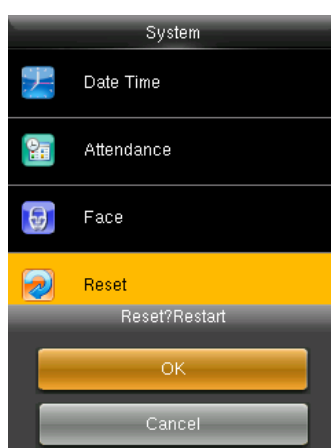 System
Date Time
Attendance
Face
Reset
Reset?Restart
OK
Cancel